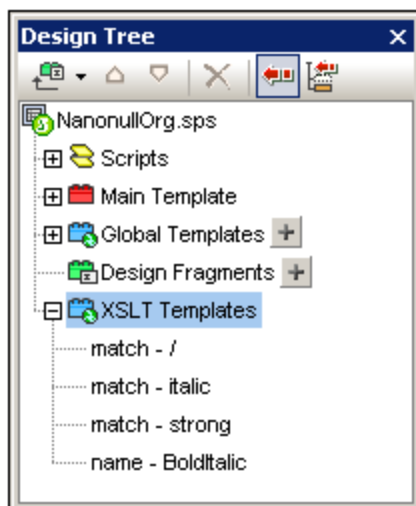 Design Tree
NanonullOrg.sps
Scripts
Main Template
Global Templates
Design Fragments
XSLT Templates
match - /
match - italic
match - strong
name - BoldItalic